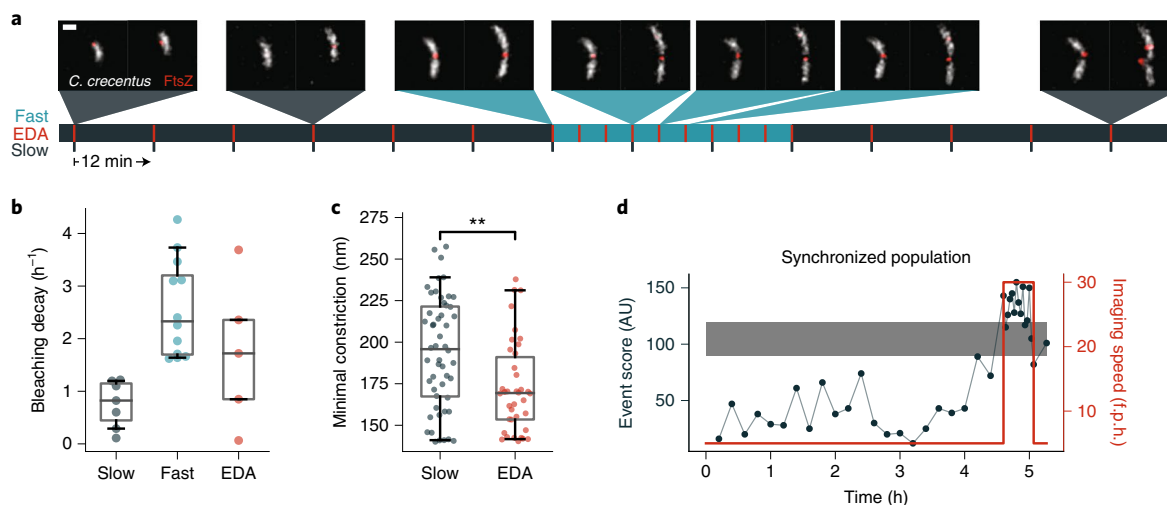 a
C. crecentus FtsZ
Fast
EDA
Slow
12 min
b
Bleaching decay (h⁻¹)
4
3
2
1
0
Slow Fast EDA
c
Minimal constriction (nm)
275
250
225
200
175
150
**
Slow EDA
d
Synchronized population
Event score (AU)
150
100
50
30
20
10
Imaging speed (f.p.h.)
0 1 2 3 4 5
Time (h)